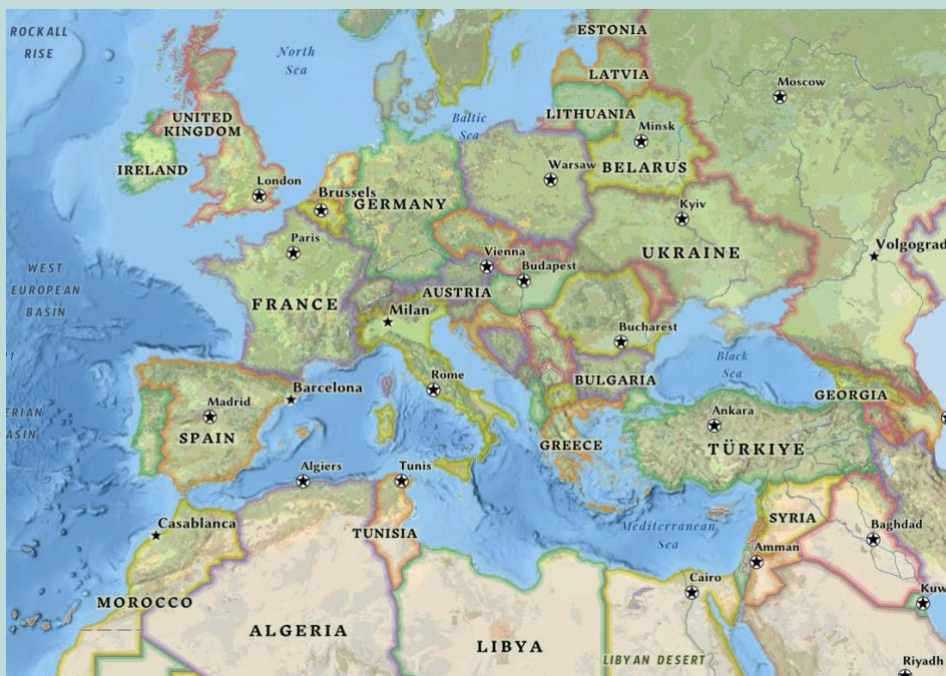 ROCKALL
RISE
North
Sea
ESTONIA
LATVIA
Moscow
UNITED
KINGDOM
Baltic
Sea
LITHUANIA
Minsk
IRELAND
London
Brussels
GERMANY
Warsaw
BELARUS
Kyiv
Paris
UKRAINE
Volgograd
WEST
EUROPEAN
BASIN
Vienna
Budapest
AUSTRIA
FRANCE
Milan
Bucharest
Black
Sea
Rome
BULGARIA
Barcelona
GEORGIA
Madrid
SPAIN
Ankara
TÜRKIYE
GREECE
Algiers
Tunis
Casablanca
TUNISIA
Mediterranean
Sea
SYRIA
Baghdad
Amman
Cairo
MOROCCO
ALGERIA
LIBYA
LIBYAN DESERT
Kuw
Riyadh